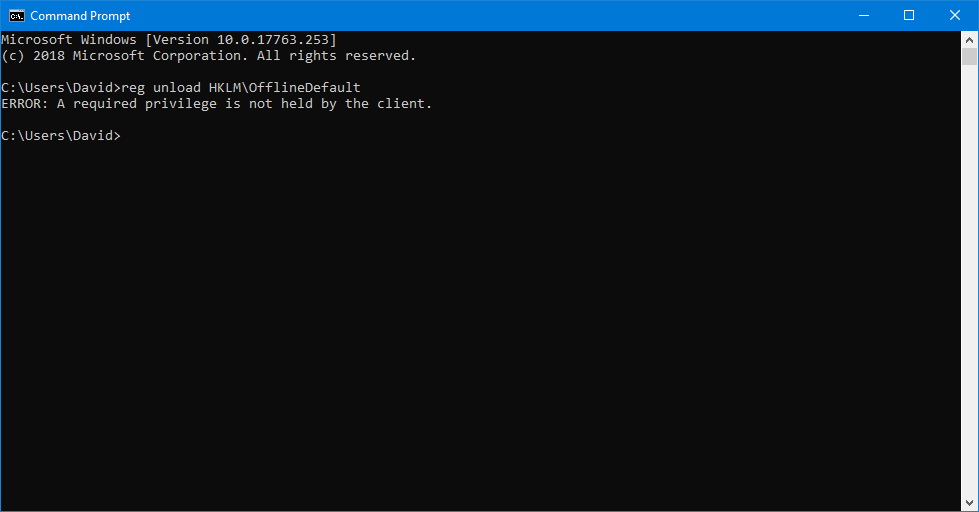 Command Prompt
Microsoft Windows [Version 10.0.17763.253]
(c) 2018 Microsoft Corporation. All rights reserved.
C:\Users\David>reg unload HKLM\OfflineDefault
ERROR: A required privilege is not held by the client.
C:\Users\David>